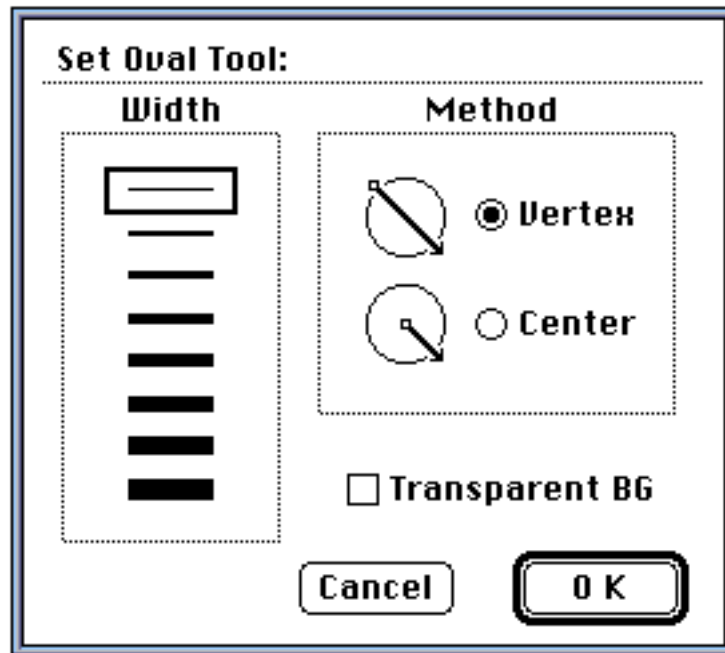 Set Oval Tool:
Width
Method
Vertex
Center
Transparent BG
Cancel
OK